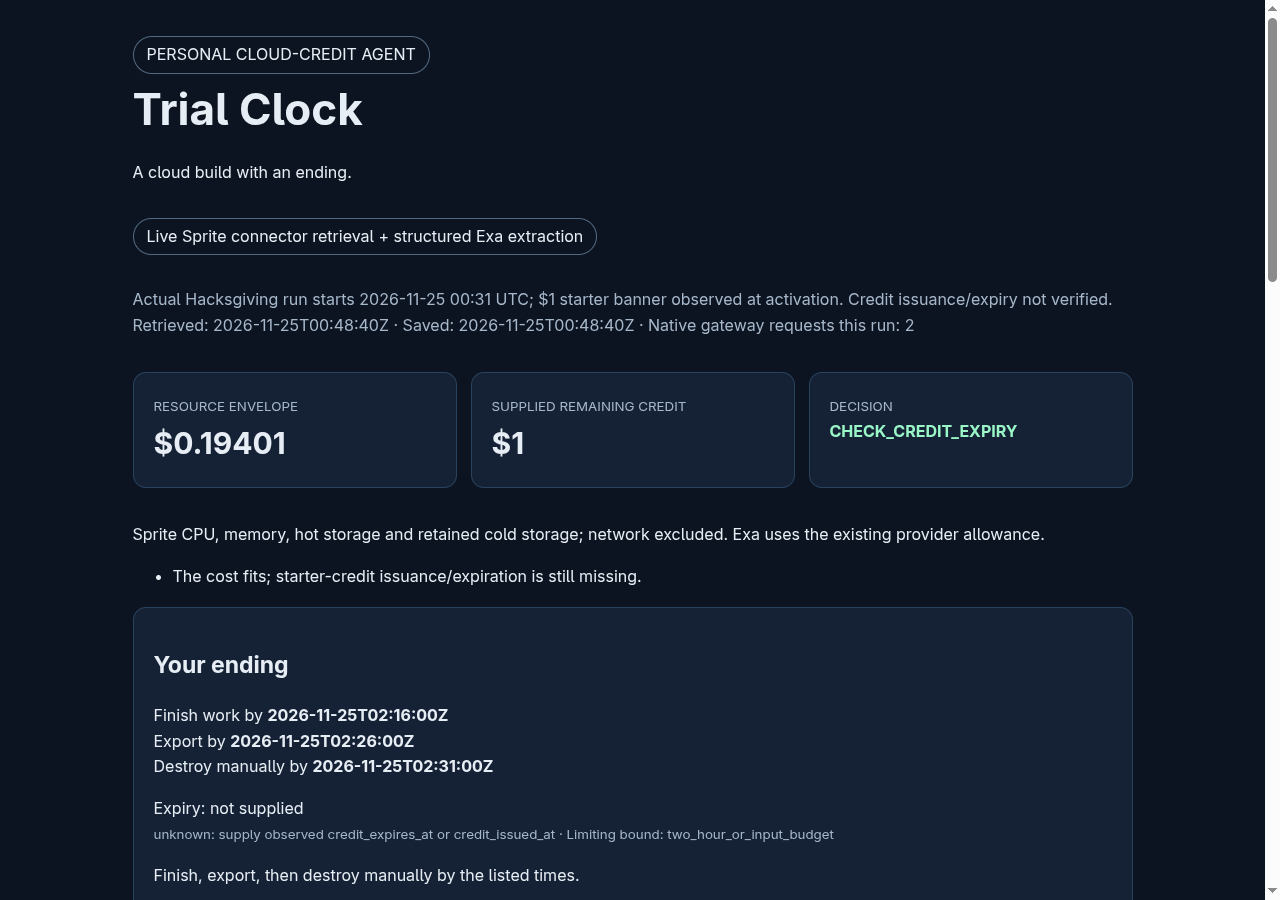 PERSONAL CLOUD-CREDIT AGENT
Trial Clock
A cloud build with an ending.
Live Sprite connector retrieval + structured Exa extraction
Actual Hacksgiving run starts 2026-11-25 00:31 UTC; $1 starter banner observed at activation. Credit issuance/expiry not verified.
Retrieved: 2026-11-25T00:48:40Z · Saved: 2026-11-25T00:48:40Z · Native gateway requests this run: 2
RESOURCE ENVELOPE
$0.19401
SUPPLIED REMAINING CREDIT
$1
DECISION
CHECK_CREDIT_EXPIRY
Sprite CPU, memory, hot storage and retained cold storage; network excluded. Exa uses the existing provider allowance.
• The cost fits; starter-credit issuance/expiration is still missing.
Your ending
Finish work by 2026-11-25T02:16:00Z
Export by 2026-11-25T02:26:00Z
Destroy manually by 2026-11-25T02:31:00Z
Expiry: not supplied
unknown: supply observed credit_expires_at or credit_issued_at · Limiting bound: two_hour_or_input_budget
Finish, export, then destroy manually by the listed times.